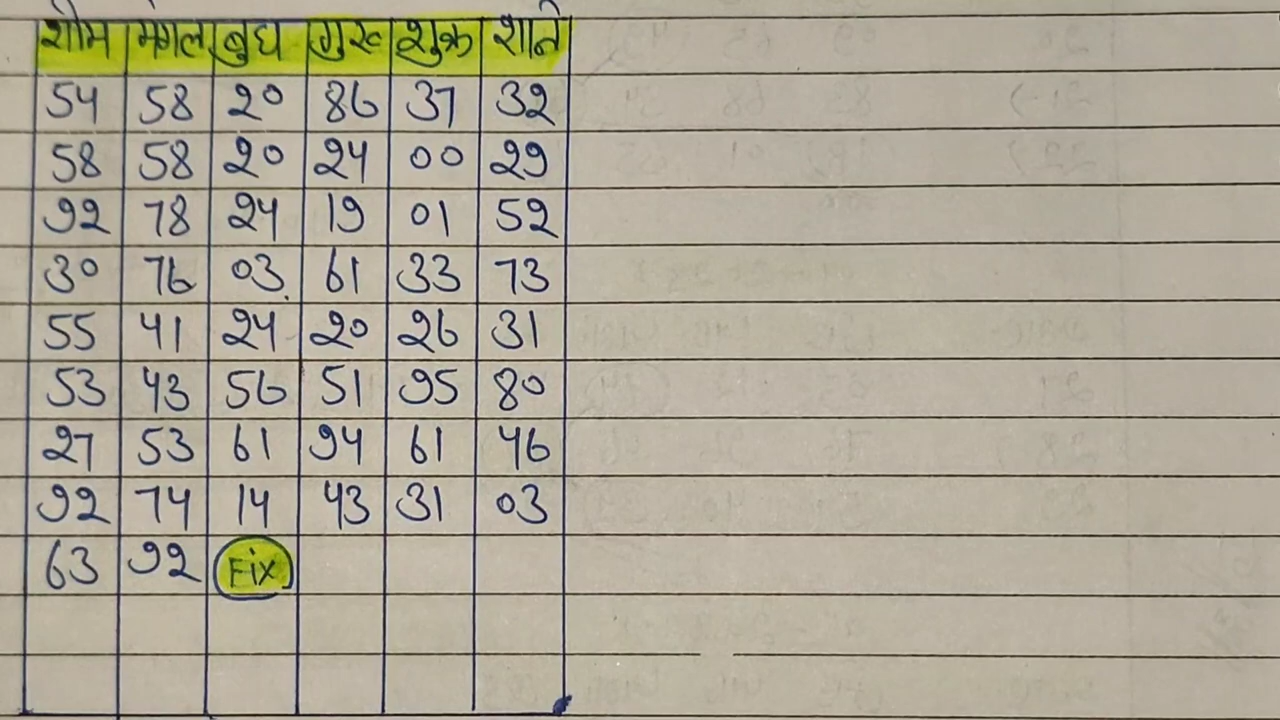 सोम मंगल बुध गुरु शुक्र शनि
54 58 20 86 37 32
58 58 20 24 00 29
92 78 24 19 01 52
30 76 03 61 33 73
55 41 24 20 26 31
53 43 56 51 95 80
27 53 61 94 61 46
92 74 14 43 31 03
63 92 Fix